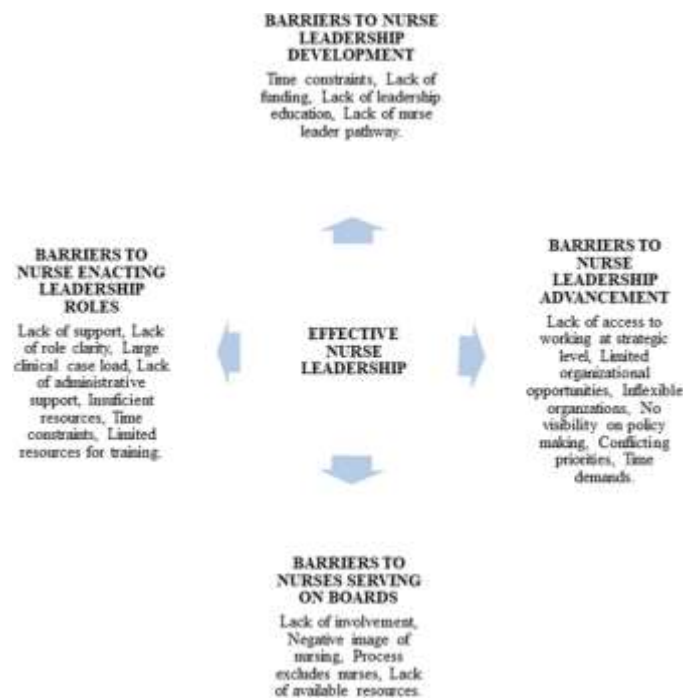 BARRIERS TO NURSE
LEADERSHIP
DEVELOPMENT
Time constraints, Lack of
funding, Lack of leadership
education, Lack of nurse
leader pathway.
BARRIERS TO
NURSE ENACTING
LEADERSHIP
ROLES
Lack of support, Lack
of role clarity, Large
clinical case load, Lack
of administrative
support, Insufficient
resources, Time
constraints, Limited
resources for training.
EFFECTIVE
NURSE
LEADERSHIP
BARRIERS TO
NURSE
LEADERSHIP
ADVANCEMENT
Lack of access to
working at strategic
level, Limited
organizational
opportunities, Inflexible
organzations, No
visibility on policy
making, Conflicting
priorities, Time
demands.
BARRIERS TO
NURSES SERVING
ON BOARDS
Lack of involvement,
Negative image of
nursing, Process
excludes nurses, Lack
of available resources.